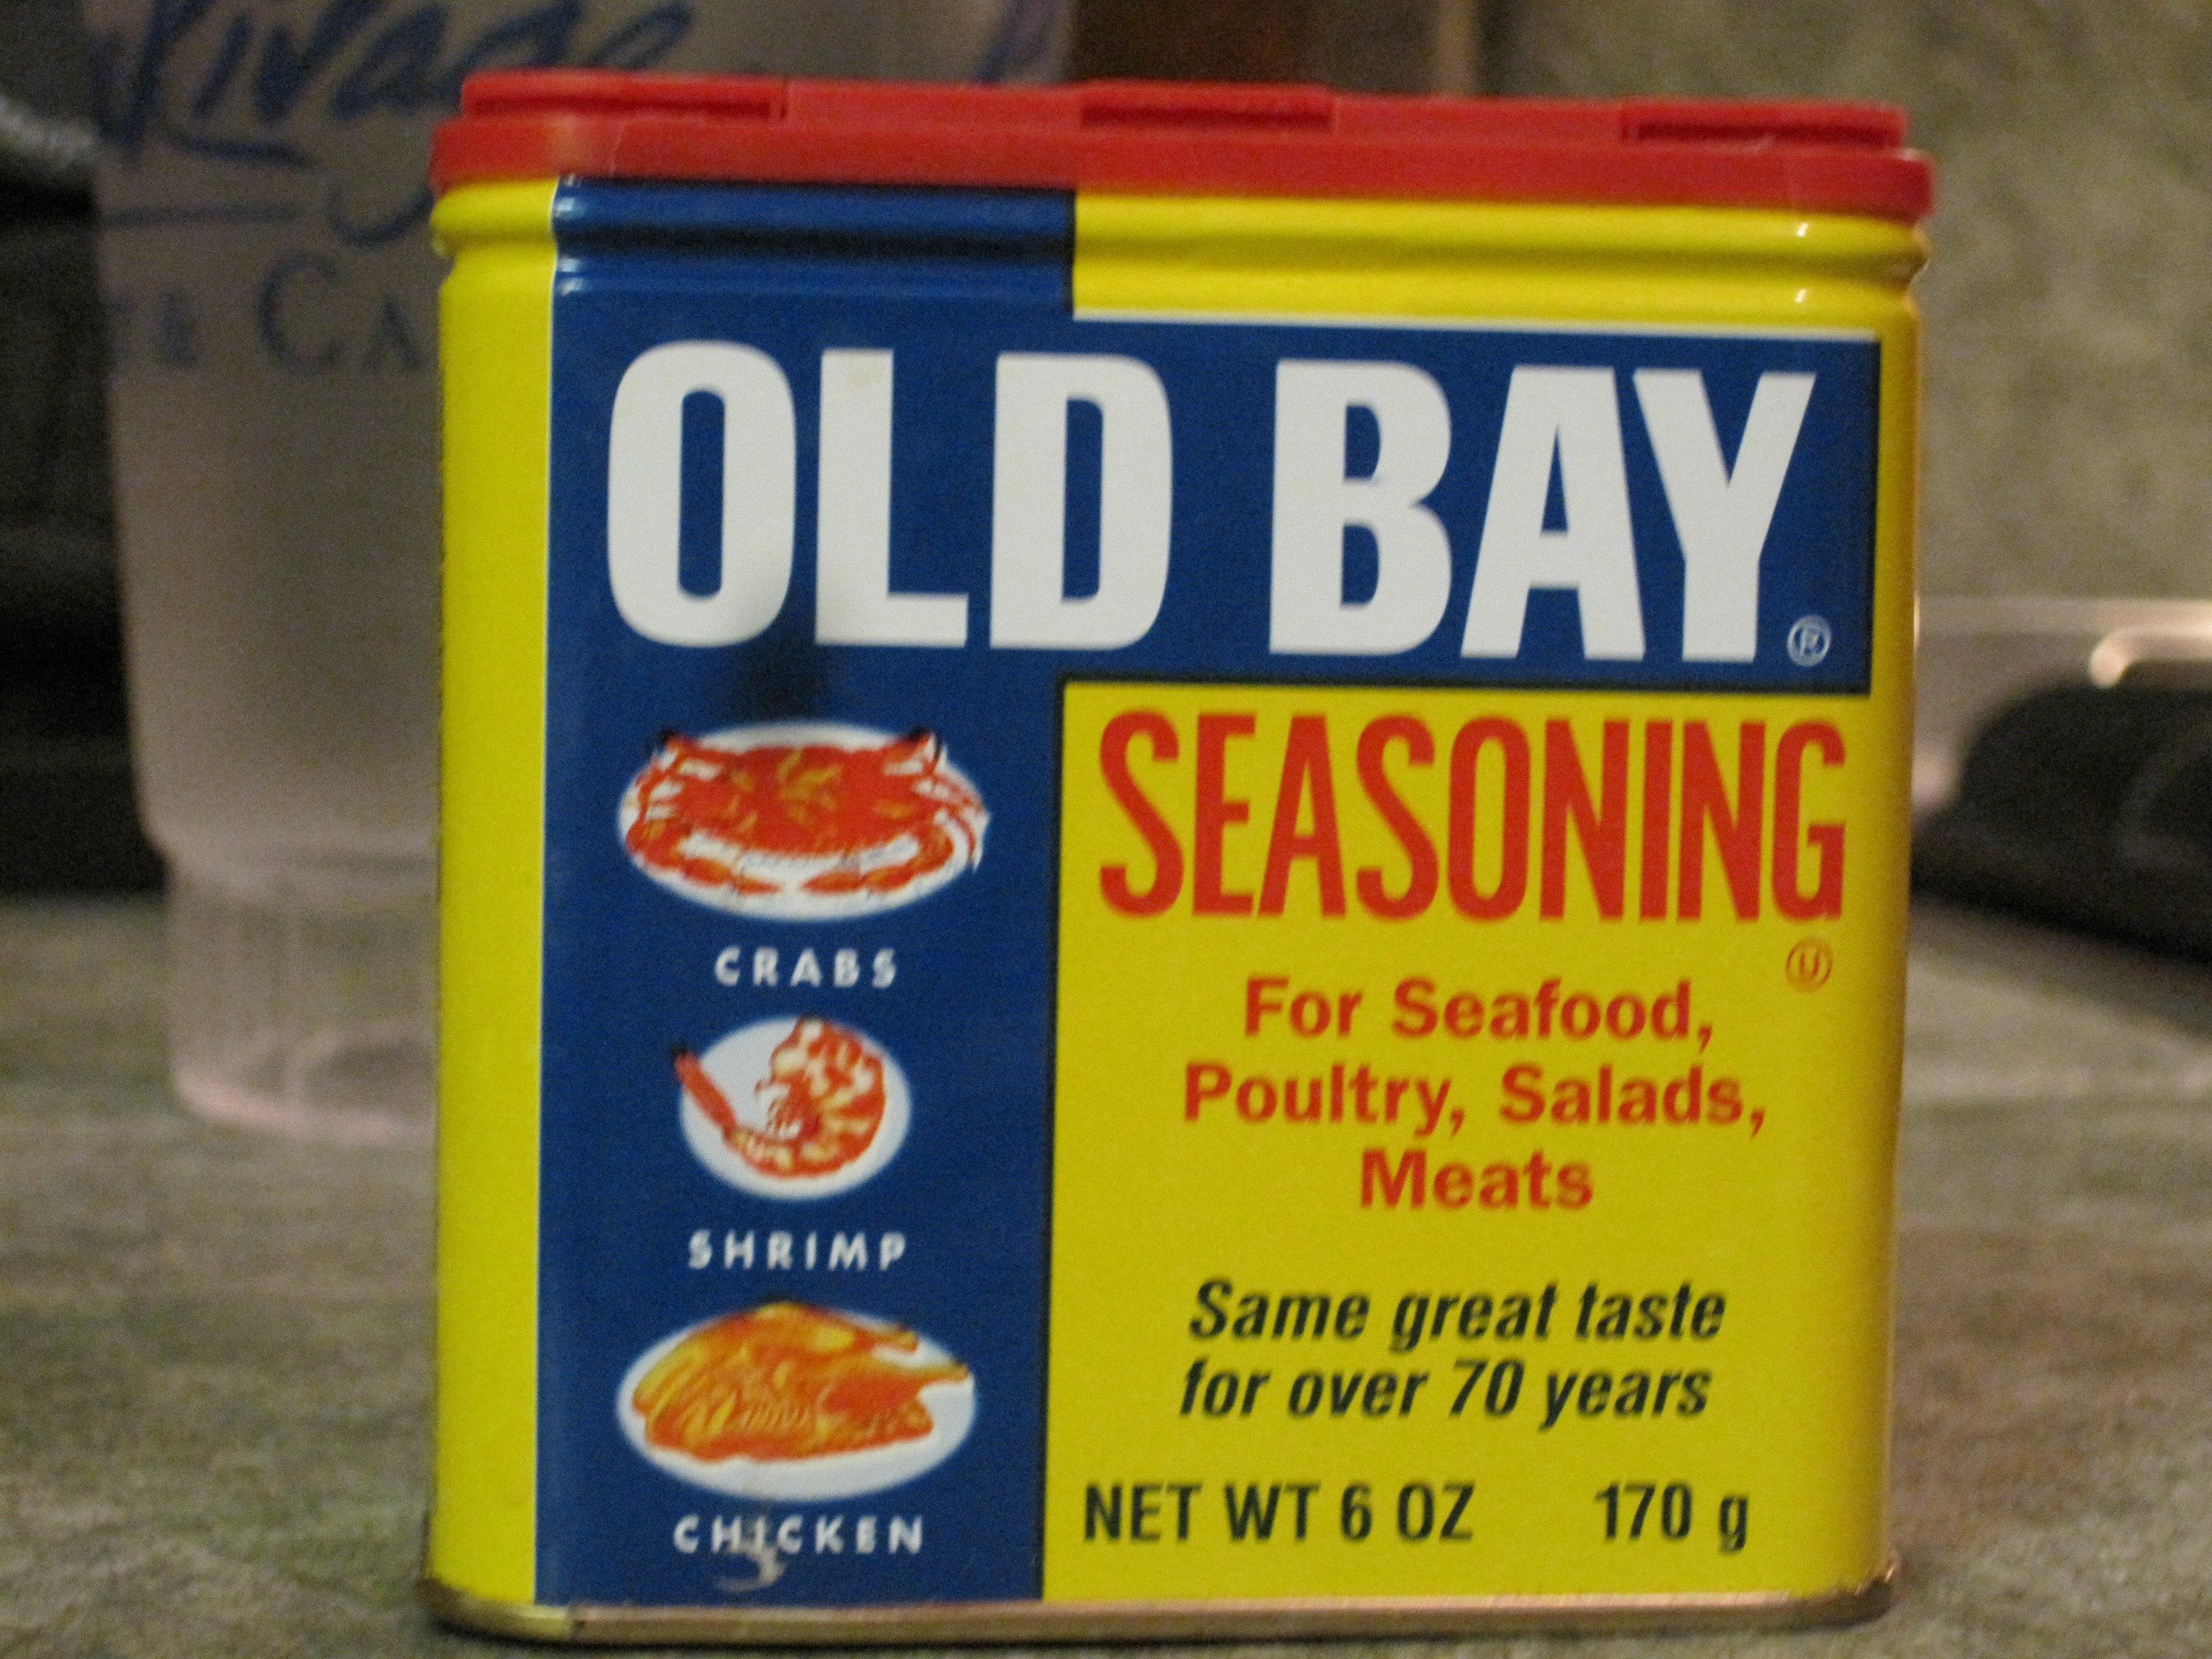 OLD BAY®
SEASONING
Ⓤ
For Seafood,
Poultry, Salads,
Meats
CRABS
SHRIMP
CHICKEN
Same great taste
for over 70 years
NET WT 6 OZ 170 g